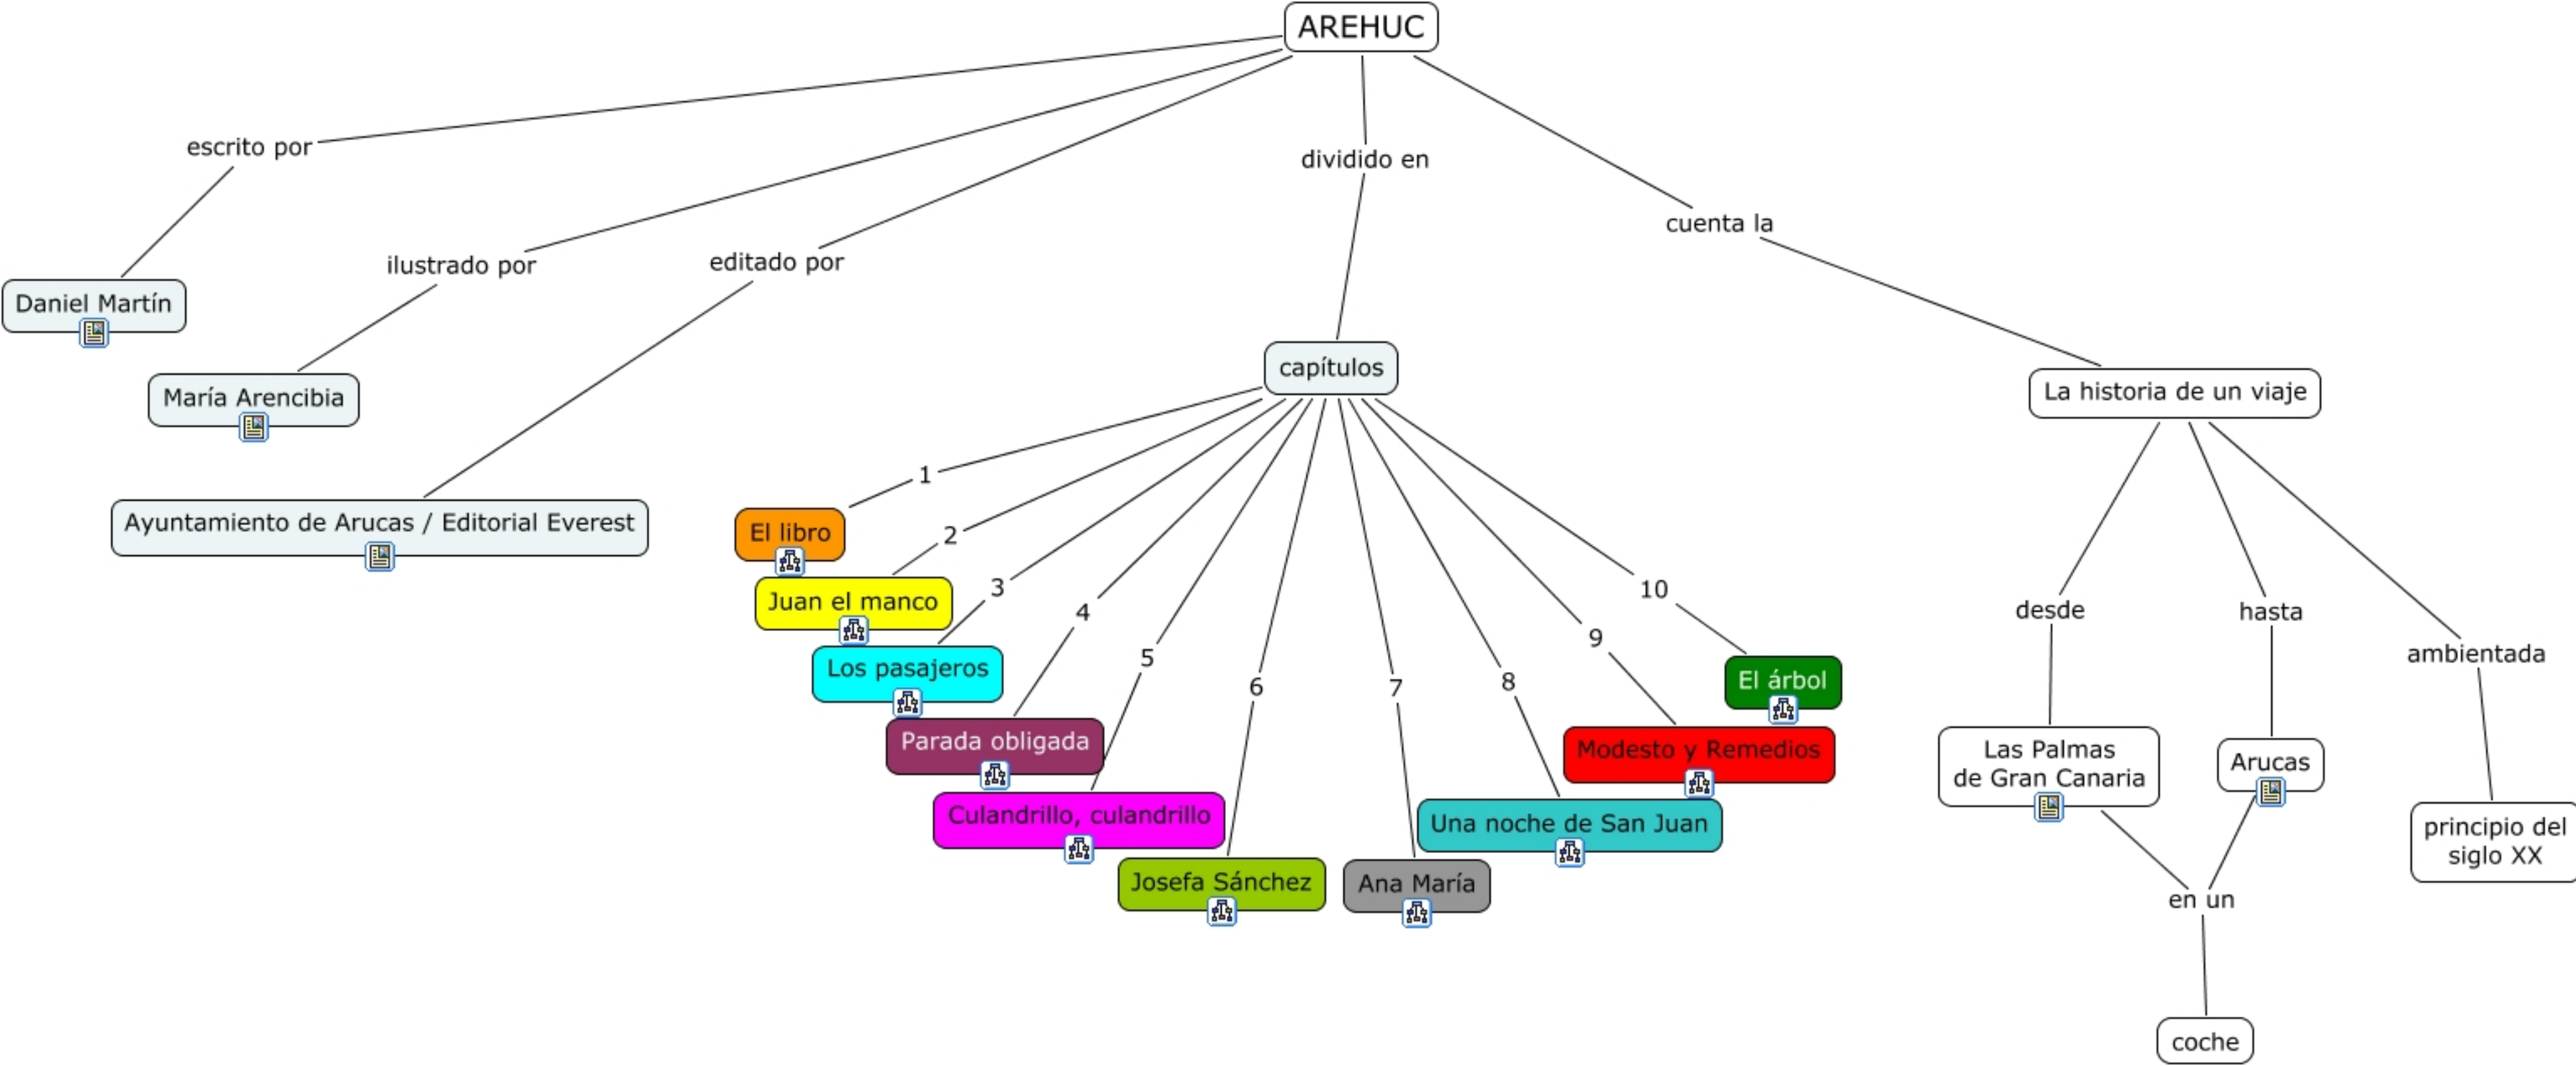 AREHUC
escrito por
dividido en
cuenta la
ilustrado por
editado por
Daniel Martín
María Arencibia
capítulos
La historia de un viaje
Ayuntamiento de Arucas / Editorial Everest
1
El libro
2
Juan el manco
3
Los pasajeros
4
Parada obligada
5
Culandrillo, culandrillo
6
Josefa Sánchez
7
Ana María
8
Una noche de San Juan
9
Modesto y Remedios
10
El árbol
desde
hasta
ambientada
Las Palmas
de Gran Canaria
Arucas
principio del
siglo XX
en un
coche